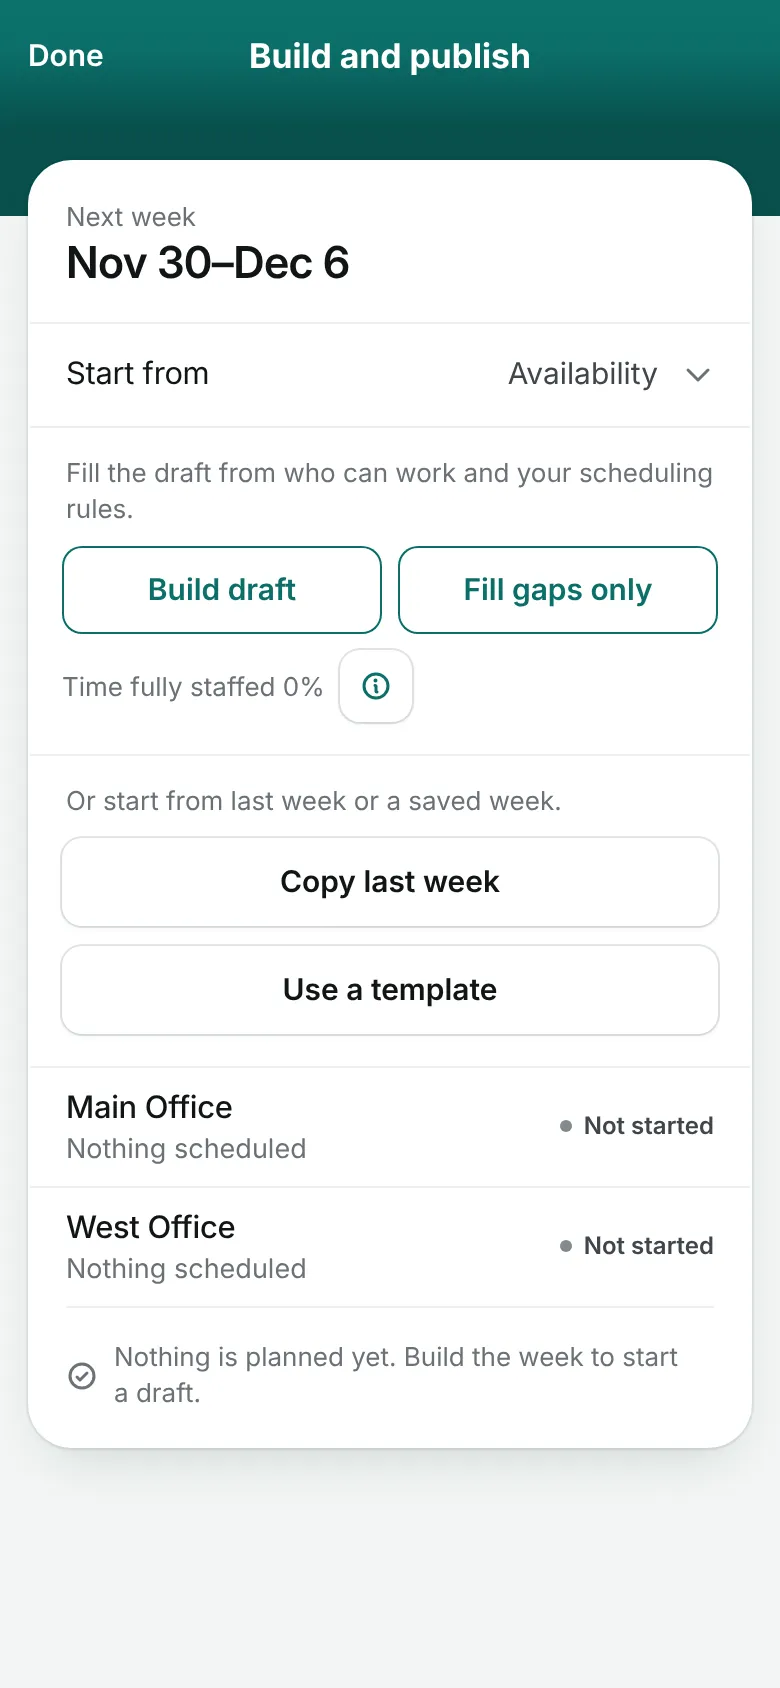 Done
Build and publish
Next week
Nov 30–Dec 6
Start from
Availability
Fill the draft from who can work and your scheduling
rules.
Build draft
Fill gaps only
Time fully staffed 0%
Or start from last week or a saved week.
Copy last week
Use a template
Main Office
Nothing scheduled
Not started
West Office
Nothing scheduled
Not started
Nothing is planned yet. Build the week to start
a draft.